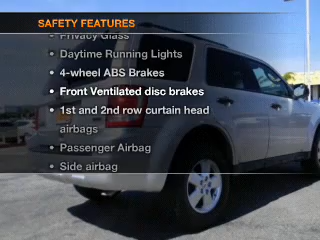 SAFETY FEATURES
• Privacy Glass
• Daytime Running Lights
• 4-wheel ABS Brakes
• Front Ventilated disc brakes
• 1st and 2nd row curtain head
airbags
• Passenger Airbag
• Side airbag